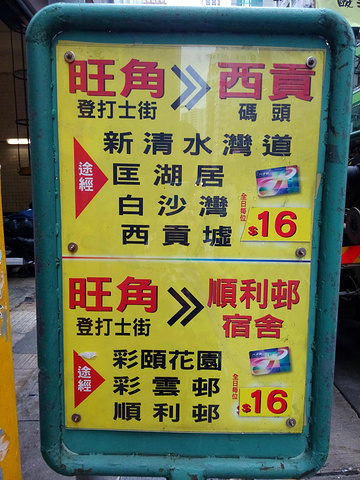 旺角 » 西貢
登打士街 碼頭
新清水灣道
途經 匡湖居
白沙灣
西貢墟
全日每位 $16
旺角 » 順利邨
登打士街 宿舍
彩頤花園
途經 彩雲邨
順利邨
全日每位 $16